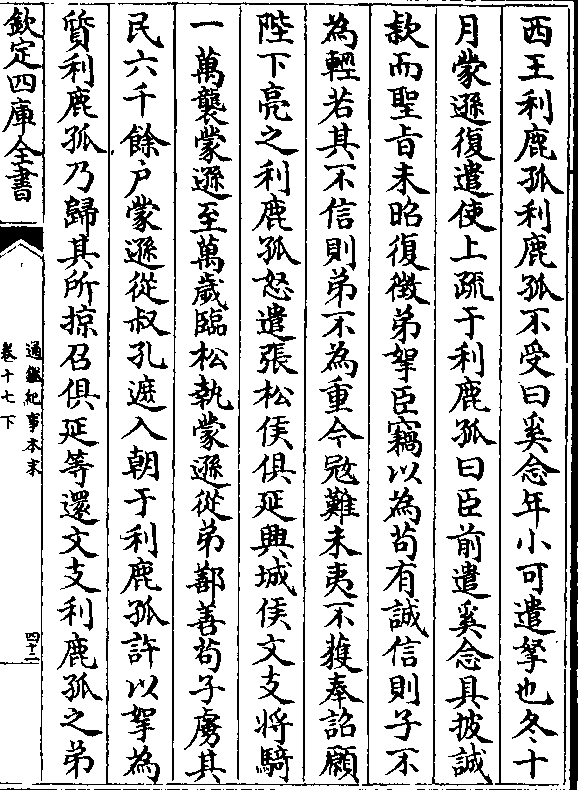 西王利鹿孤利鹿孤不受曰奚念年小可遣挐也冬十
月蒙遜復遣使上疏于利鹿孤曰臣前遣奚念具披誠
款而聖旨未昭復徵弟挐臣竊以為苟有誠信則子不
為輕若其不信則弟不為重今冦難未夷不獲奉詔願
陛下亮之利鹿孤怒遣張松侯俱延興城侯文支將騎
一萬襲蒙遜至萬歲臨松執蒙遜從弟鄯善苟子虜其
民六千餘户蒙遜從叔孔遮入朝于利鹿孤許以挐為
質利鹿孤乃歸其所掠召俱延等還文支利鹿孤之弟
欽定四庫全書
通鑑紀事本末
卷十七下
四十二